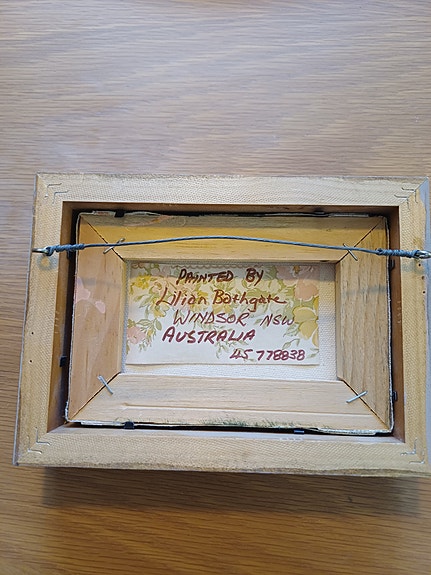 PAINTED BY
Lilian Bathgate
WINDSOR NSW
AUSTRALIA
45 778838